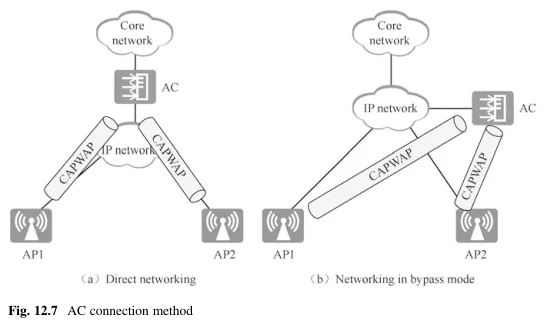 Core
network
AC
IP network
CAPWAP
CAPWAP
AP1
AP2
（a）Direct networking
Core
network
IP network
AC
CAPWAP
CAPWAP
AP1
AP2
（b）Networking in bypass mode
Fig. 12.7 AC connection method